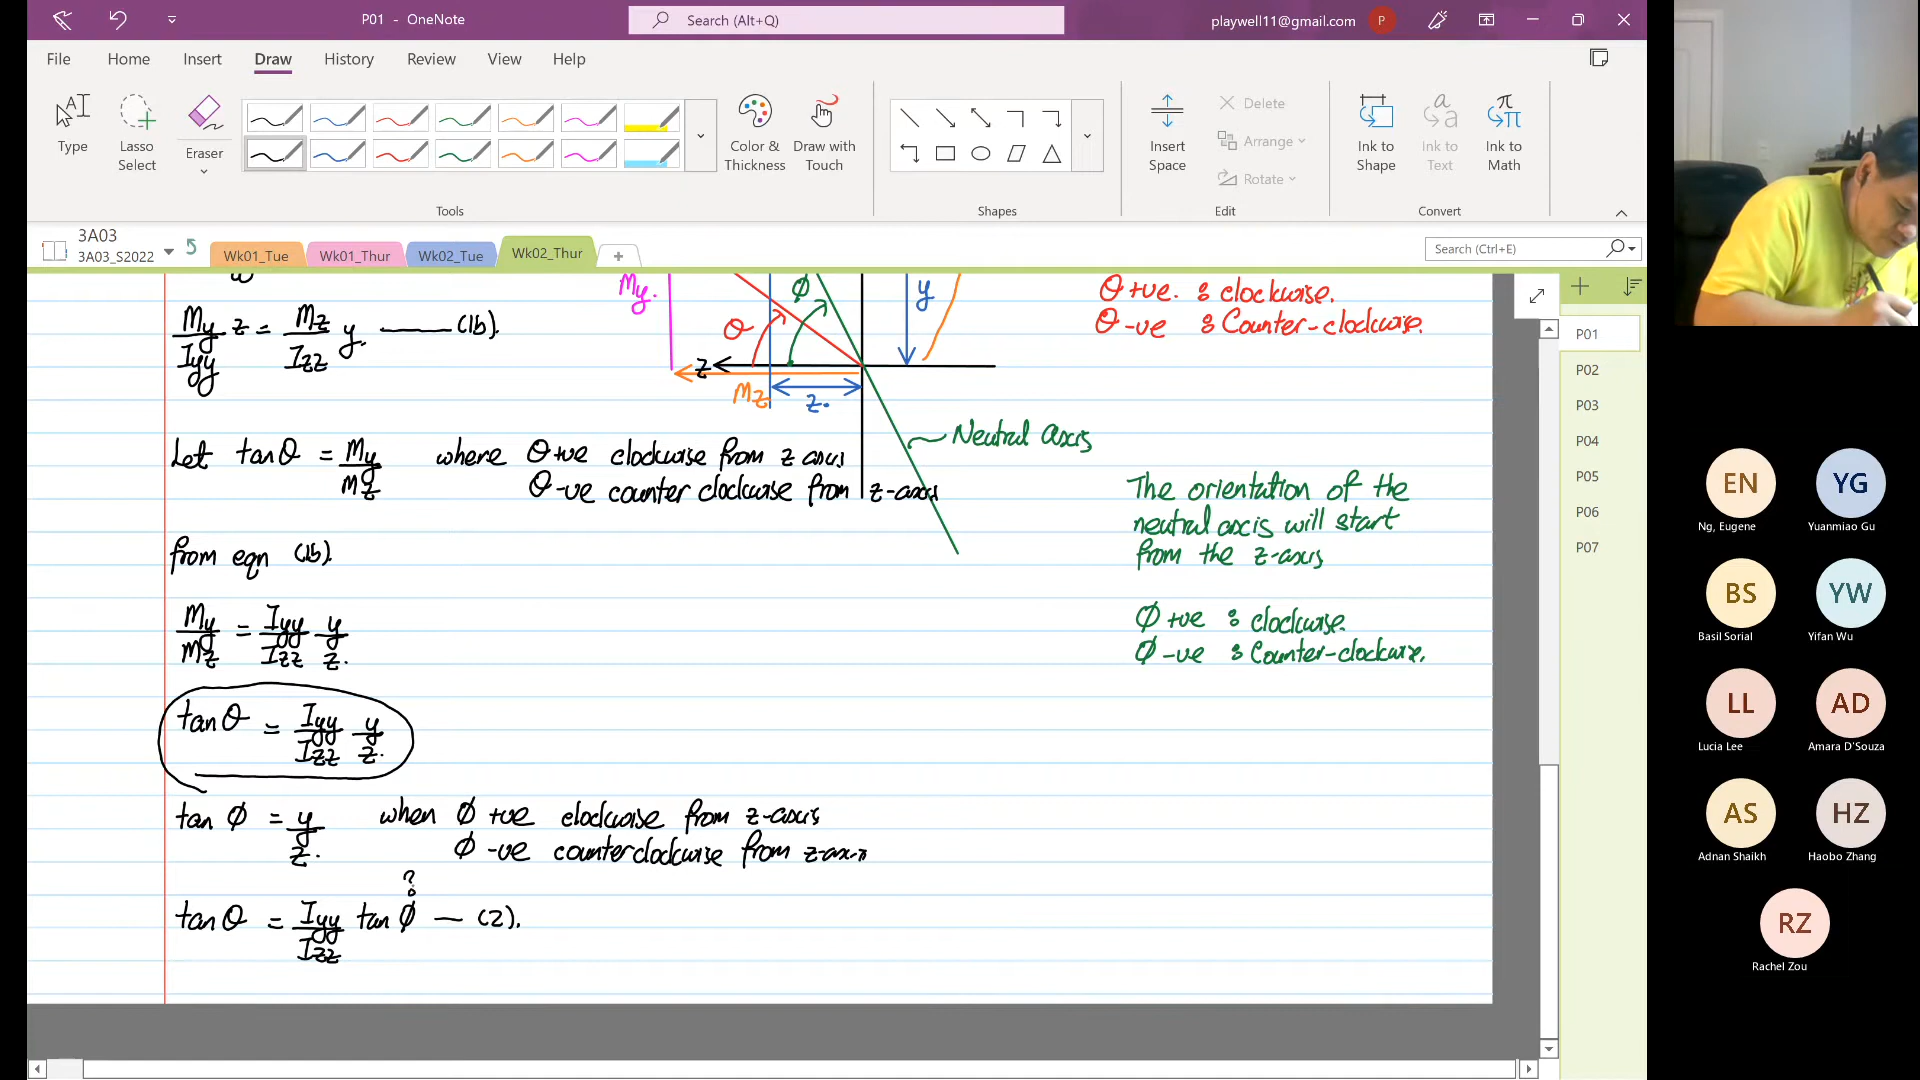 P01 - OneNote
Search (Alt+Q)
playwell11@gmail.com
P
File
Home
Insert
Draw
History
Review
View
Help
Type
Lasso Select
Eraser
Color & Thickness
Draw with Touch
Insert Space
Delete
Arrange
Rotate
Ink to Shape
Ink to Text
Ink to Math
Tools
Shapes
Edit
Convert
3A03
3A03_S2022
Wk01_Tue
Wk01_Thur
Wk02_Tue
Wk02_Thur
Search (Ctrl+E)
P01
P02
P03
P04
P05
P06
P07
My/Iyy z = Mz/Izz y. —— (1b).
My.
θ
ϕ
y
z
Mz
z.
Neutral axis
θ +ve. : clockwise.
θ -ve : Counter-clockwise.
Let tan θ = My/Mz where θ +ve clockwise from z axis
θ -ve counter clockwise from z-axis
The orientation of the
neutral axis will start
from the z-axis
from eqn (1b).
My/Mz = Iyy/Izz y/z.
ϕ +ve : clockwise.
ϕ -ve : Counter-clockwise.
tan θ = Iyy/Izz y/z.
tan ϕ = y/z. when ϕ +ve clockwise from z-axis
ϕ -ve counterclockwise from z-axis
?
tan θ = Iyy/Izz tan ϕ — (2).
EN
Ng, Eugene
YG
Yuanmiao Gu
BS
Basil Sorial
YW
Yifan Wu
LL
Lucia Lee
AD
Amara D'Souza
AS
Adnan Shaikh
HZ
Haobo Zhang
RZ
Rachel Zou